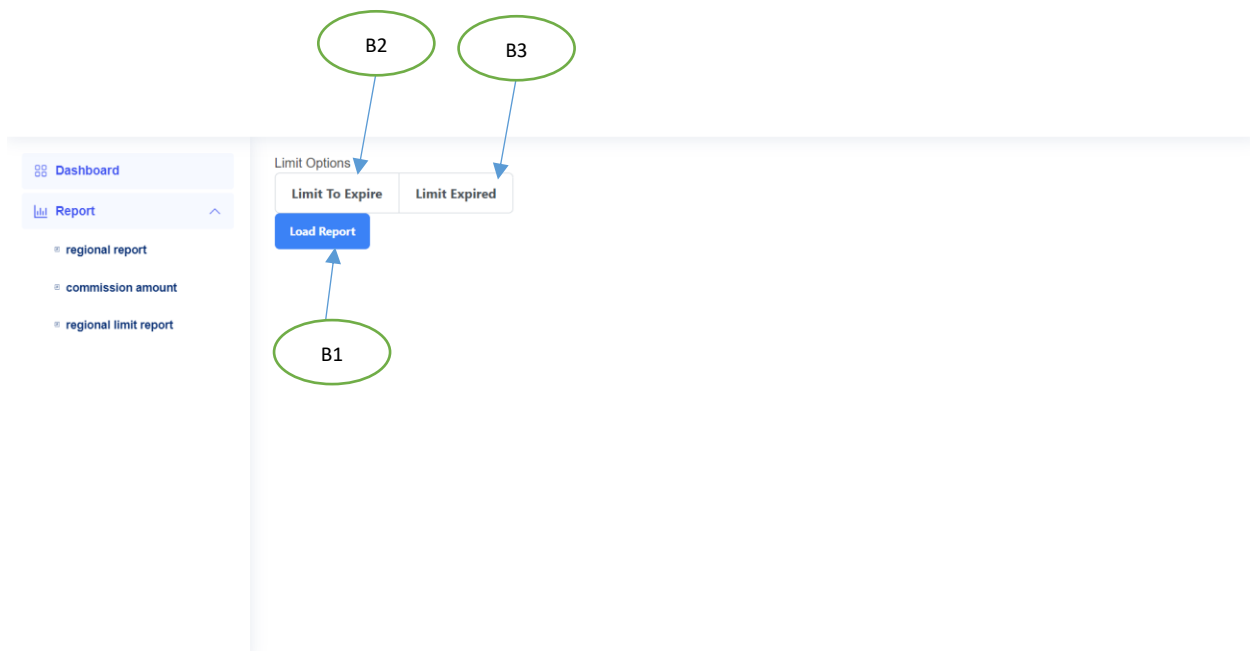 B2
B3
Dashboard
Report
regional report
commission amount
regional limit report
Limit Options
Limit To Expire
Limit Expired
Load Report
B1